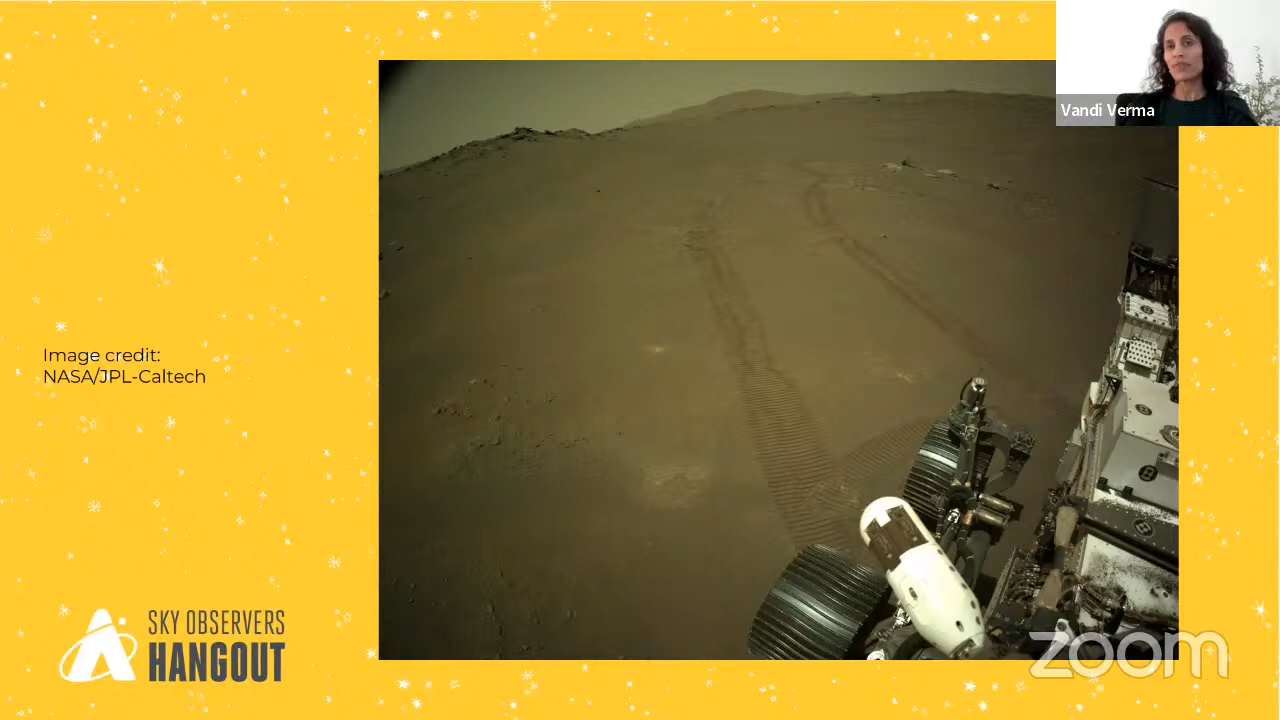 Vandi Verma
Image credit:
NASA/JPL-Caltech
SKY OBSERVERS
HANGOUT
zoom